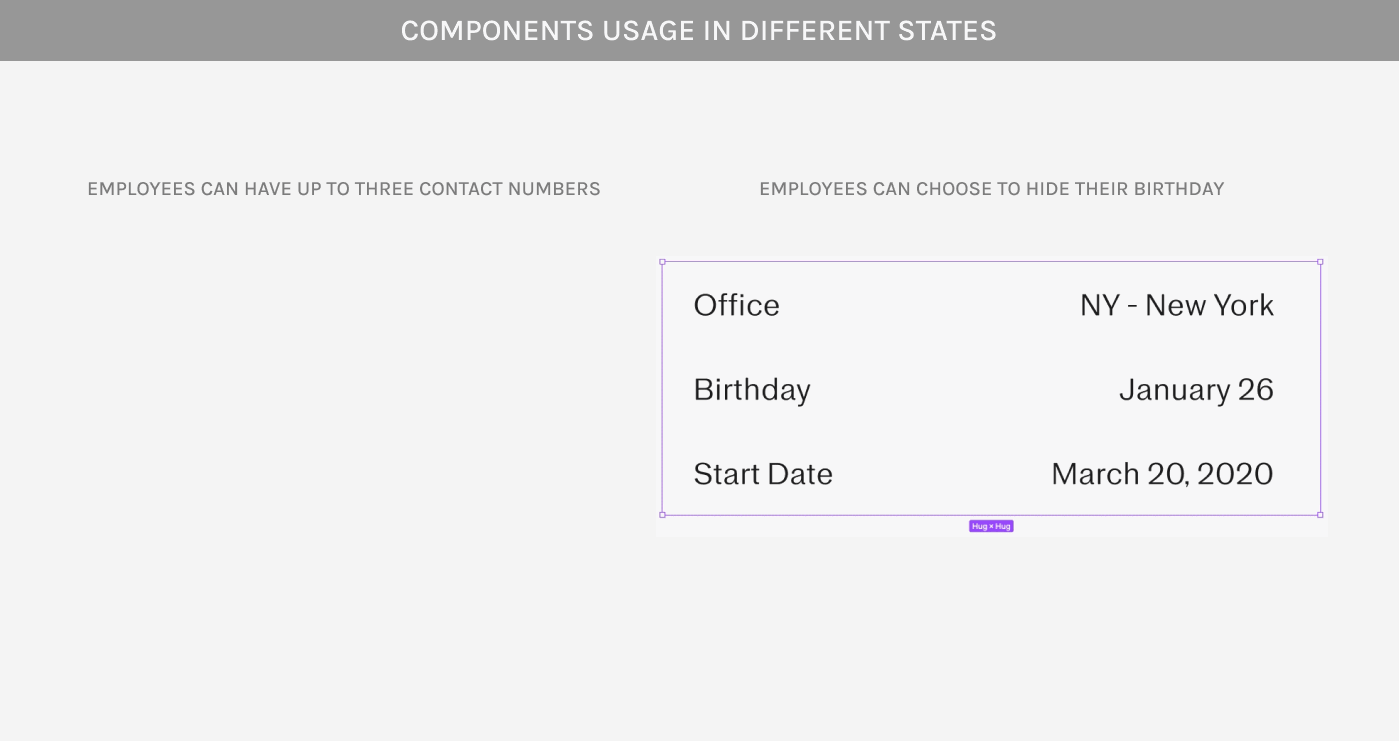 COMPONENTS USAGE IN DIFFERENT STATES
EMPLOYEES CAN HAVE UP TO THREE CONTACT NUMBERS
EMPLOYEES CAN CHOOSE TO HIDE THEIR BIRTHDAY
Office NY - New York
Birthday January 26
Start Date March 20, 2020
Hug × Hug